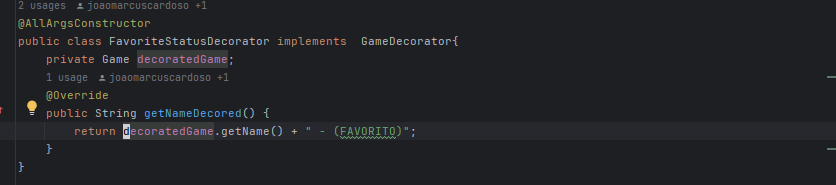 2 usages joaomarcuscardoso +1
@AllArgsConstructor
public class FavoriteStatusDecorator implements  GameDecorator{
    private Game decoratedGame;
    1 usage joaomarcuscardoso +1
    @Override
    public String getNameDecored() {
        return decoratedGame.getName() + " - (FAVORITO)";
    }
}